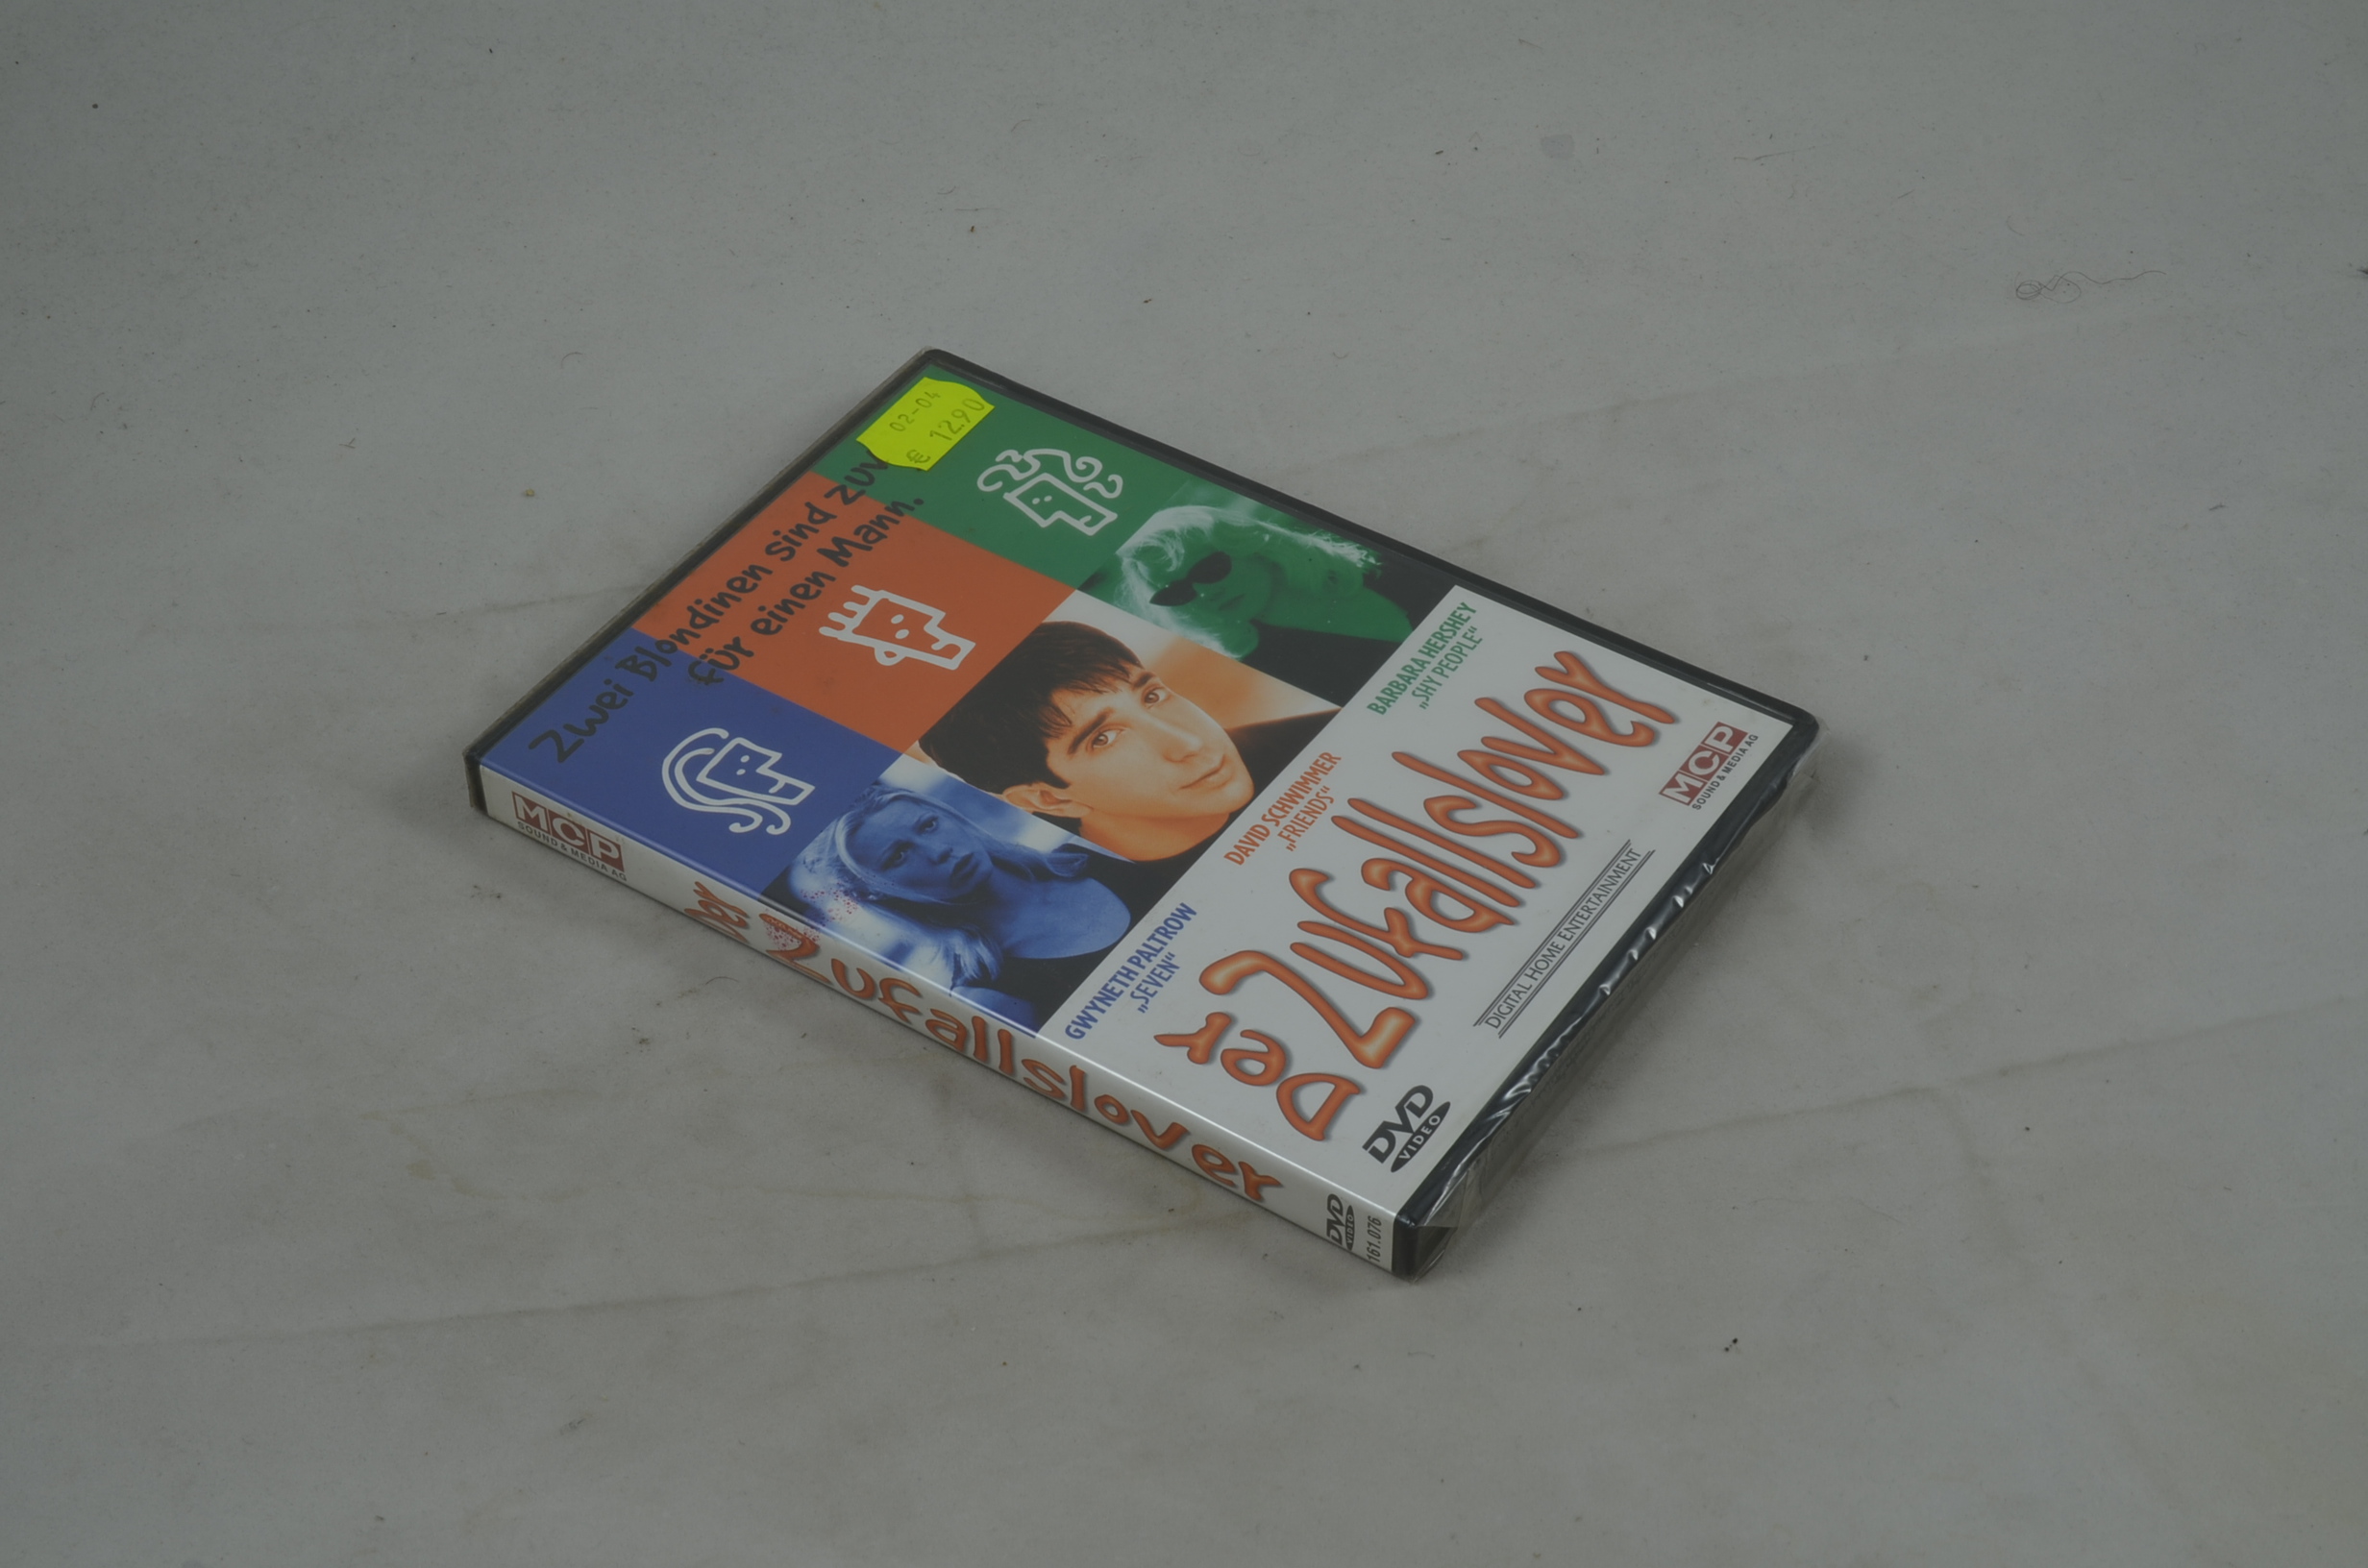 02-04
€ 12.90
Zwei Blondinen sind
für einen Mann.
BARBARA HERSHEY
„SHY PEOPLE“
DAVID SCHWIMMER
„FRIENDS“
GWYNETH PALTROW
„SEVEN“
Der Zufallslover
MCP
SOUND & MEDIA AG
DIGITAL HOME ENTERTAINMENT
DVD
VIDEO
MCP
SOUND & MEDIA AG
Der Zufallslover
DVD
VIDEO
161.076